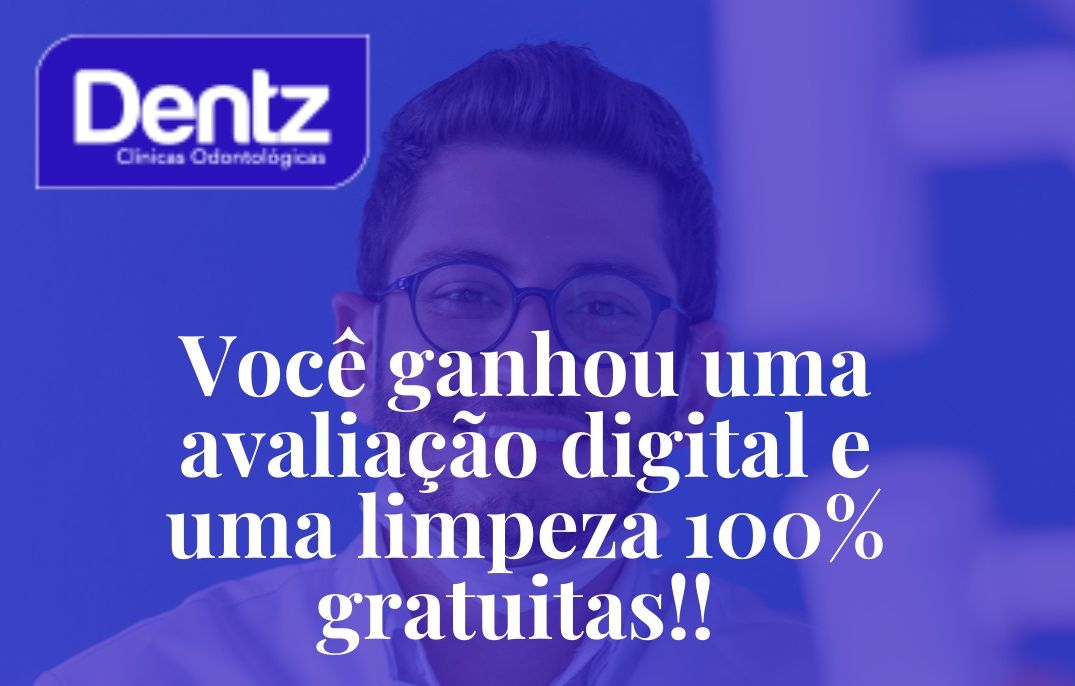 Dentz
Clínicas Odontológicas
Você ganhou uma
avaliação digital e
uma limpeza 100%
gratuitas!!